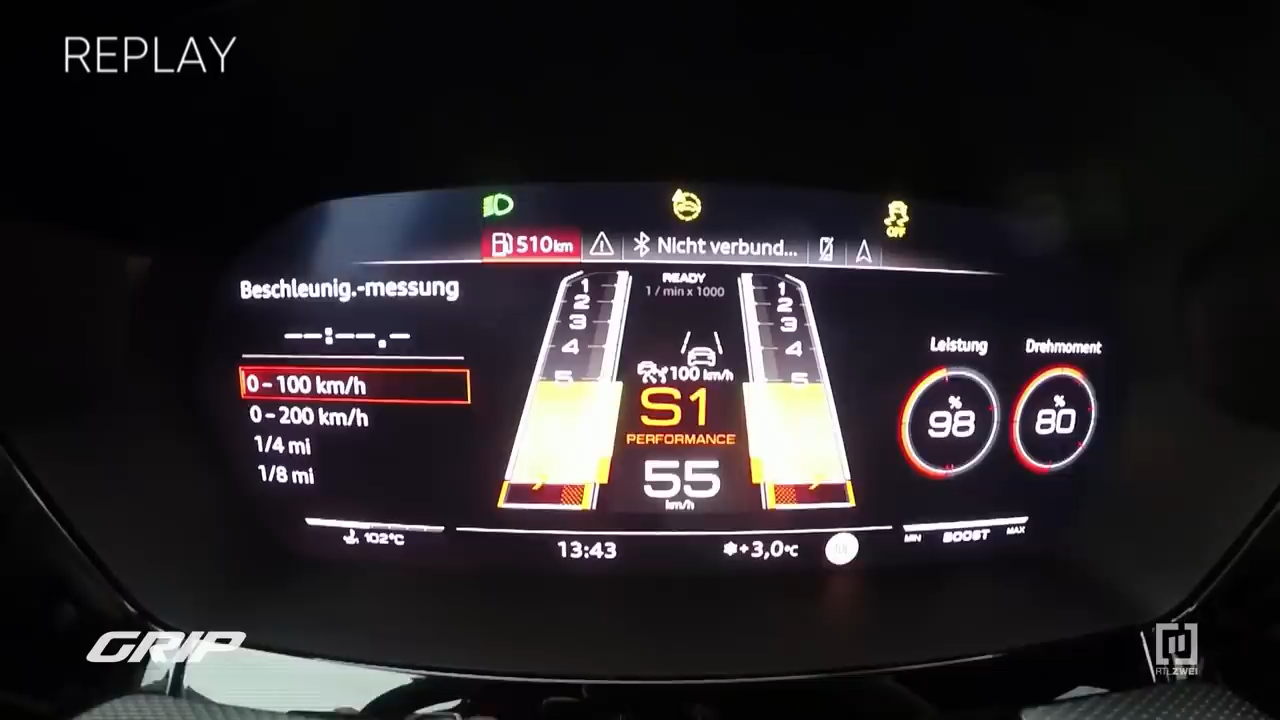 REPLAY
510km
Nicht verbund...
Beschleunig.-messung
--:--.-
0-100 km/h
0-200 km/h
1/4 mi
1/8 mi
READY
1 / min x 1000
1
2
3
4
5
1
2
3
4
5
100 km/h
S1
PERFORMANCE
55
km/h
Leistung
%
98
Drehmoment
%
80
OFF
102°C
13:43
+3,0°C
MIN BOOST MAX
GRIP
RTLZWEI